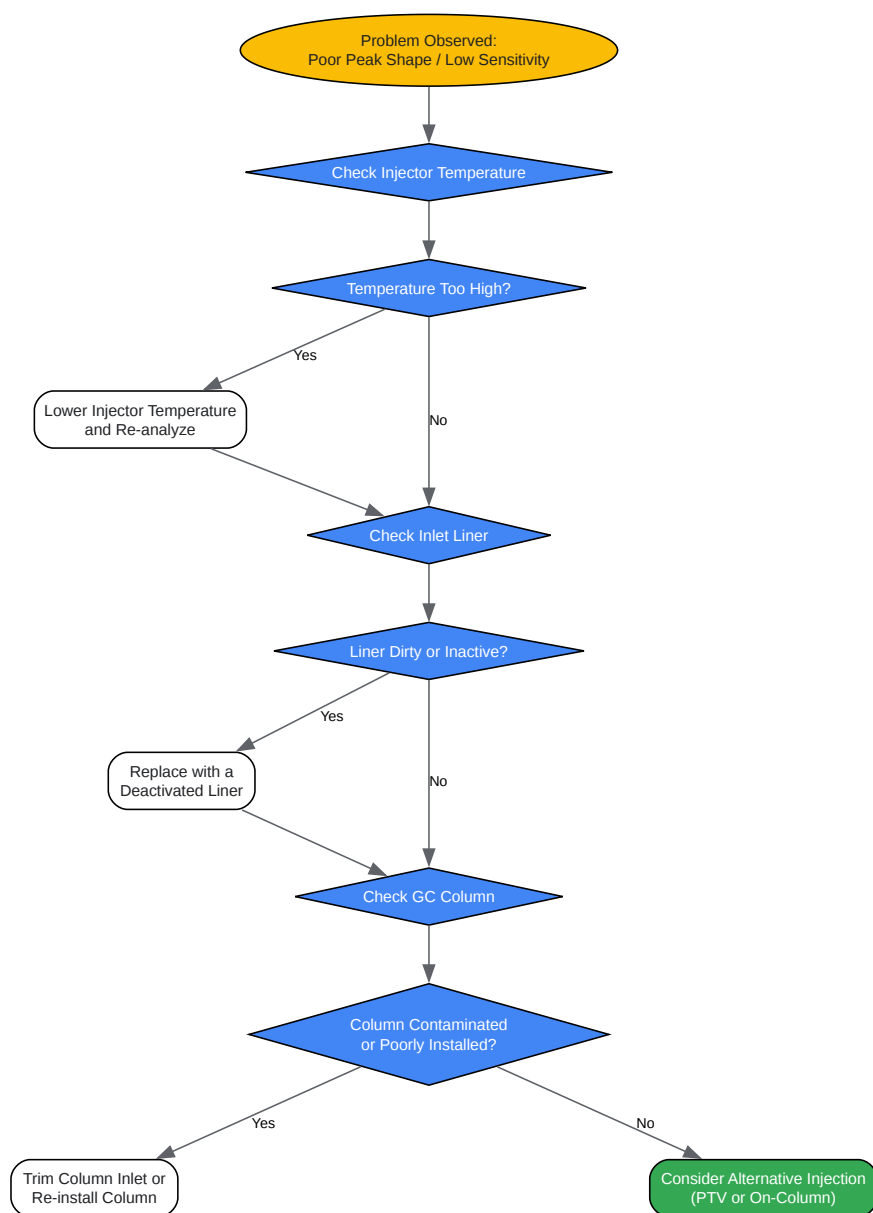 Problem Observed:
Poor Peak Shape / Low Sensitivity
Check Injector Temperature
Temperature Too High?
Yes
Lower Injector Temperature
and Re-analyze
No
Check Inlet Liner
Liner Dirty or Inactive?
Yes
Replace with a
Deactivated Liner
No
Check GC Column
Column Contaminated
or Poorly Installed?
Yes
No
Trim Column Inlet or
Re-install Column
Consider Alternative Injection
(PTV or On-Column)